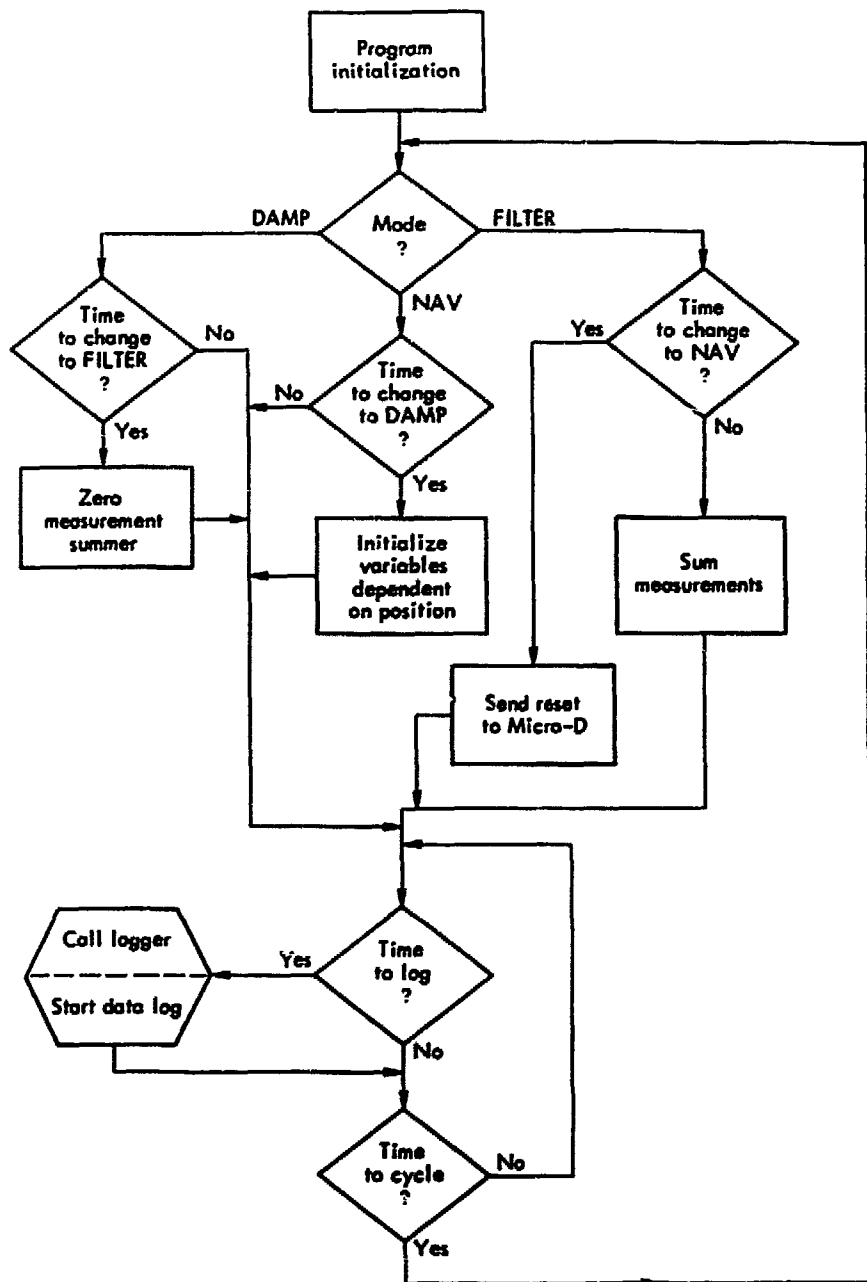 Program
initialization
Mode
?
DAMP
FILTER
NAV
Time
to change
to FILTER
?
No
Yes
Time
to change
to DAMP
?
No
Yes
Time
to change
to NAV
?
Yes
No
Zero
measurement
summer
Initialize
variables
dependent
on position
Sum
measurements
Send reset
to Micro-D
Time
to log
?
Yes
No
Call logger
Start data log
Time
to cycle
?
No
Yes